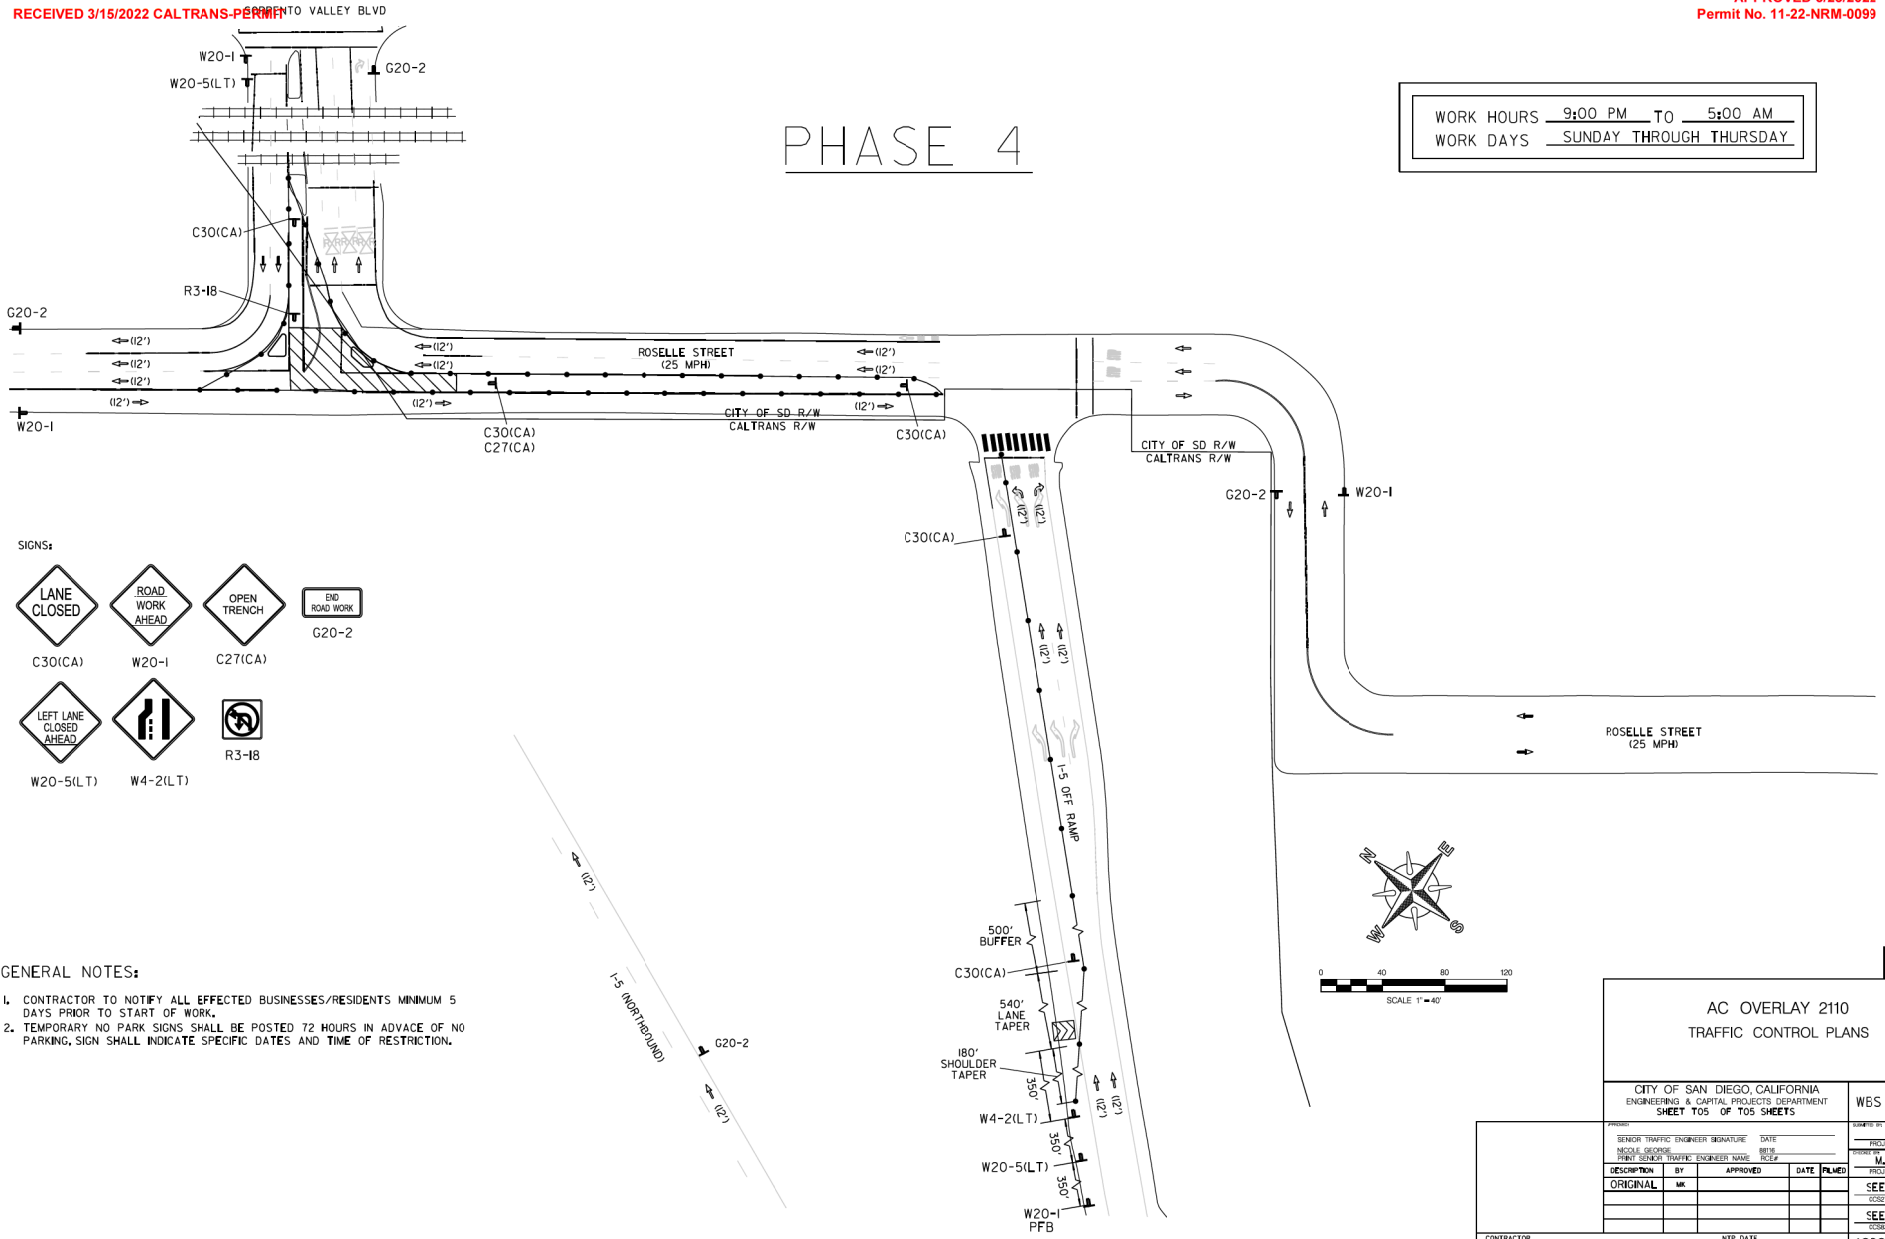 RECEIVED 3/15/2022 CALTRANS-PERMIT
SORRENTO VALLEY BLVD
Permit No. 11-22-NRM-0099
W20-1
W20-5(LT)
G20-2
PHASE 4
WORK HOURS 9:00 PM TO 5:00 AM
WORK DAYS SUNDAY THROUGH THURSDAY
C30(CA)
R3-18
G20-2
(12')
(12')
(12')
(12')
W20-1
(12')
(12')
(12')
ROSELLE STREET
(25 MPH)
(12')
(12')
(12')
CITY OF SD R/W
CALTRANS R/W
C30(CA)
C27(CA)
C30(CA)
CITY OF SD R/W
CALTRANS R/W
G20-2
W20-1
(12')
(12')
C30(CA)
SIGNS:
LANE
CLOSED
C30(CA)
ROAD
WORK
AHEAD
W20-1
OPEN
TRENCH
C27(CA)
END
ROAD WORK
G20-2
LEFT LANE
CLOSED
AHEAD
W20-5(LT)
W4-2(LT)
R3-18
(12')
(12')
I-5 OFF RAMP
ROSELLE STREET
(25 MPH)
(12')
I-5 (NORTHBOUND)
G20-2
(12')
500'
BUFFER
C30(CA)
540'
LANE
TAPER
180'
SHOULDER
TAPER
350'
(12')
(12')
W4-2(LT)
350'
W20-5(LT)
350'
W20-1
PFB
N
E
W
S
0 40 80 120
SCALE 1"=40'
GENERAL NOTES:
1. CONTRACTOR TO NOTIFY ALL EFFECTED BUSINESSES/RESIDENTS MINIMUM 5
DAYS PRIOR TO START OF WORK.
2. TEMPORARY NO PARK SIGNS SHALL BE POSTED 72 HOURS IN ADVACE OF NO
PARKING, SIGN SHALL INDICATE SPECIFIC DATES AND TIME OF RESTRICTION.
AC OVERLAY 2110
TRAFFIC CONTROL PLANS
CITY OF SAN DIEGO, CALIFORNIA
ENGINEERING & CAPITAL PROJECTS DEPARTMENT
SHEET T05 OF T05 SHEETS
WBS
SENIOR TRAFFIC ENGINEER SIGNATURE DATE
NICOLE GEORGE 88116
PRINT SENIOR TRAFFIC ENGINEER NAME RCE#
DESCRIPTION BY APPROVED DATE FILMED
ORIGINAL MK
SEE
SEE